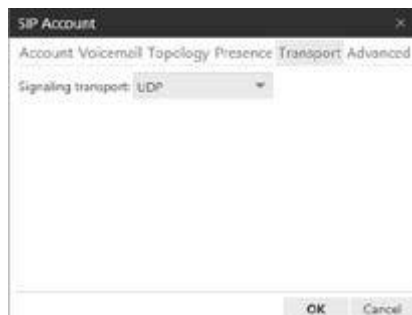 SIP Account ×
Account Voicemail Topology Presence Transport Advanced
Signaling transport: UDP
OK Cancel